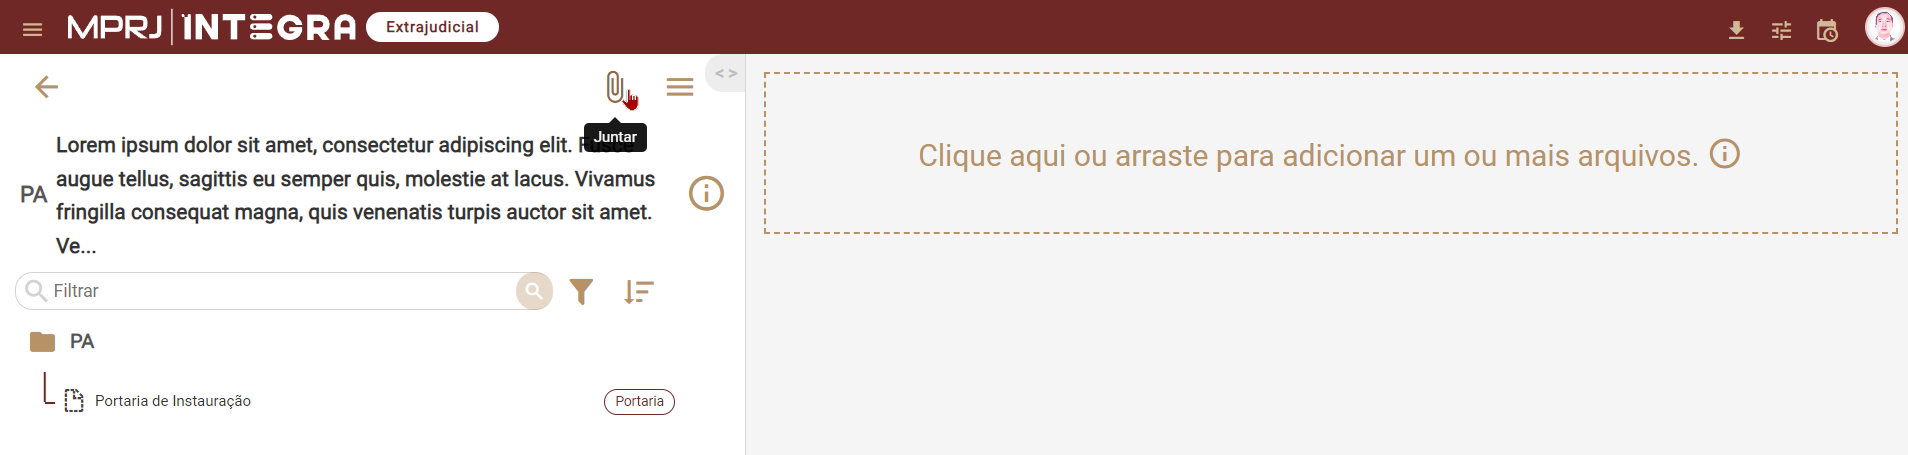 MPRJ INTEGRA Extrajudicial
< >
Juntar
Lorem ipsum dolor sit amet, consectetur adipiscing elit. Fusce
augue tellus, sagittis eu semper quis, molestie at lacus. Vivamus
PA
fringilla consequat magna, quis venenatis turpis auctor sit amet.
Ve...
Filtrar
PA
Portaria de Instauração Portaria
Clique aqui ou arraste para adicionar um ou mais arquivos.